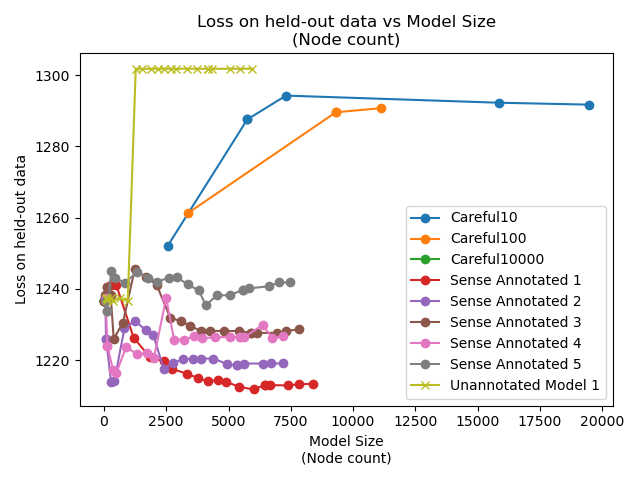 Loss on held-out data vs Model Size
(Node count)
Loss on held-out data
1300
1280
1260
1240
1220
Careful10
Careful100
Careful10000
Sense Annotated 1
Sense Annotated 2
Sense Annotated 3
Sense Annotated 4
Sense Annotated 5
Unannotated Model 1
0 2500 5000 7500 10000 12500 15000 17500 20000
Model Size
(Node count)